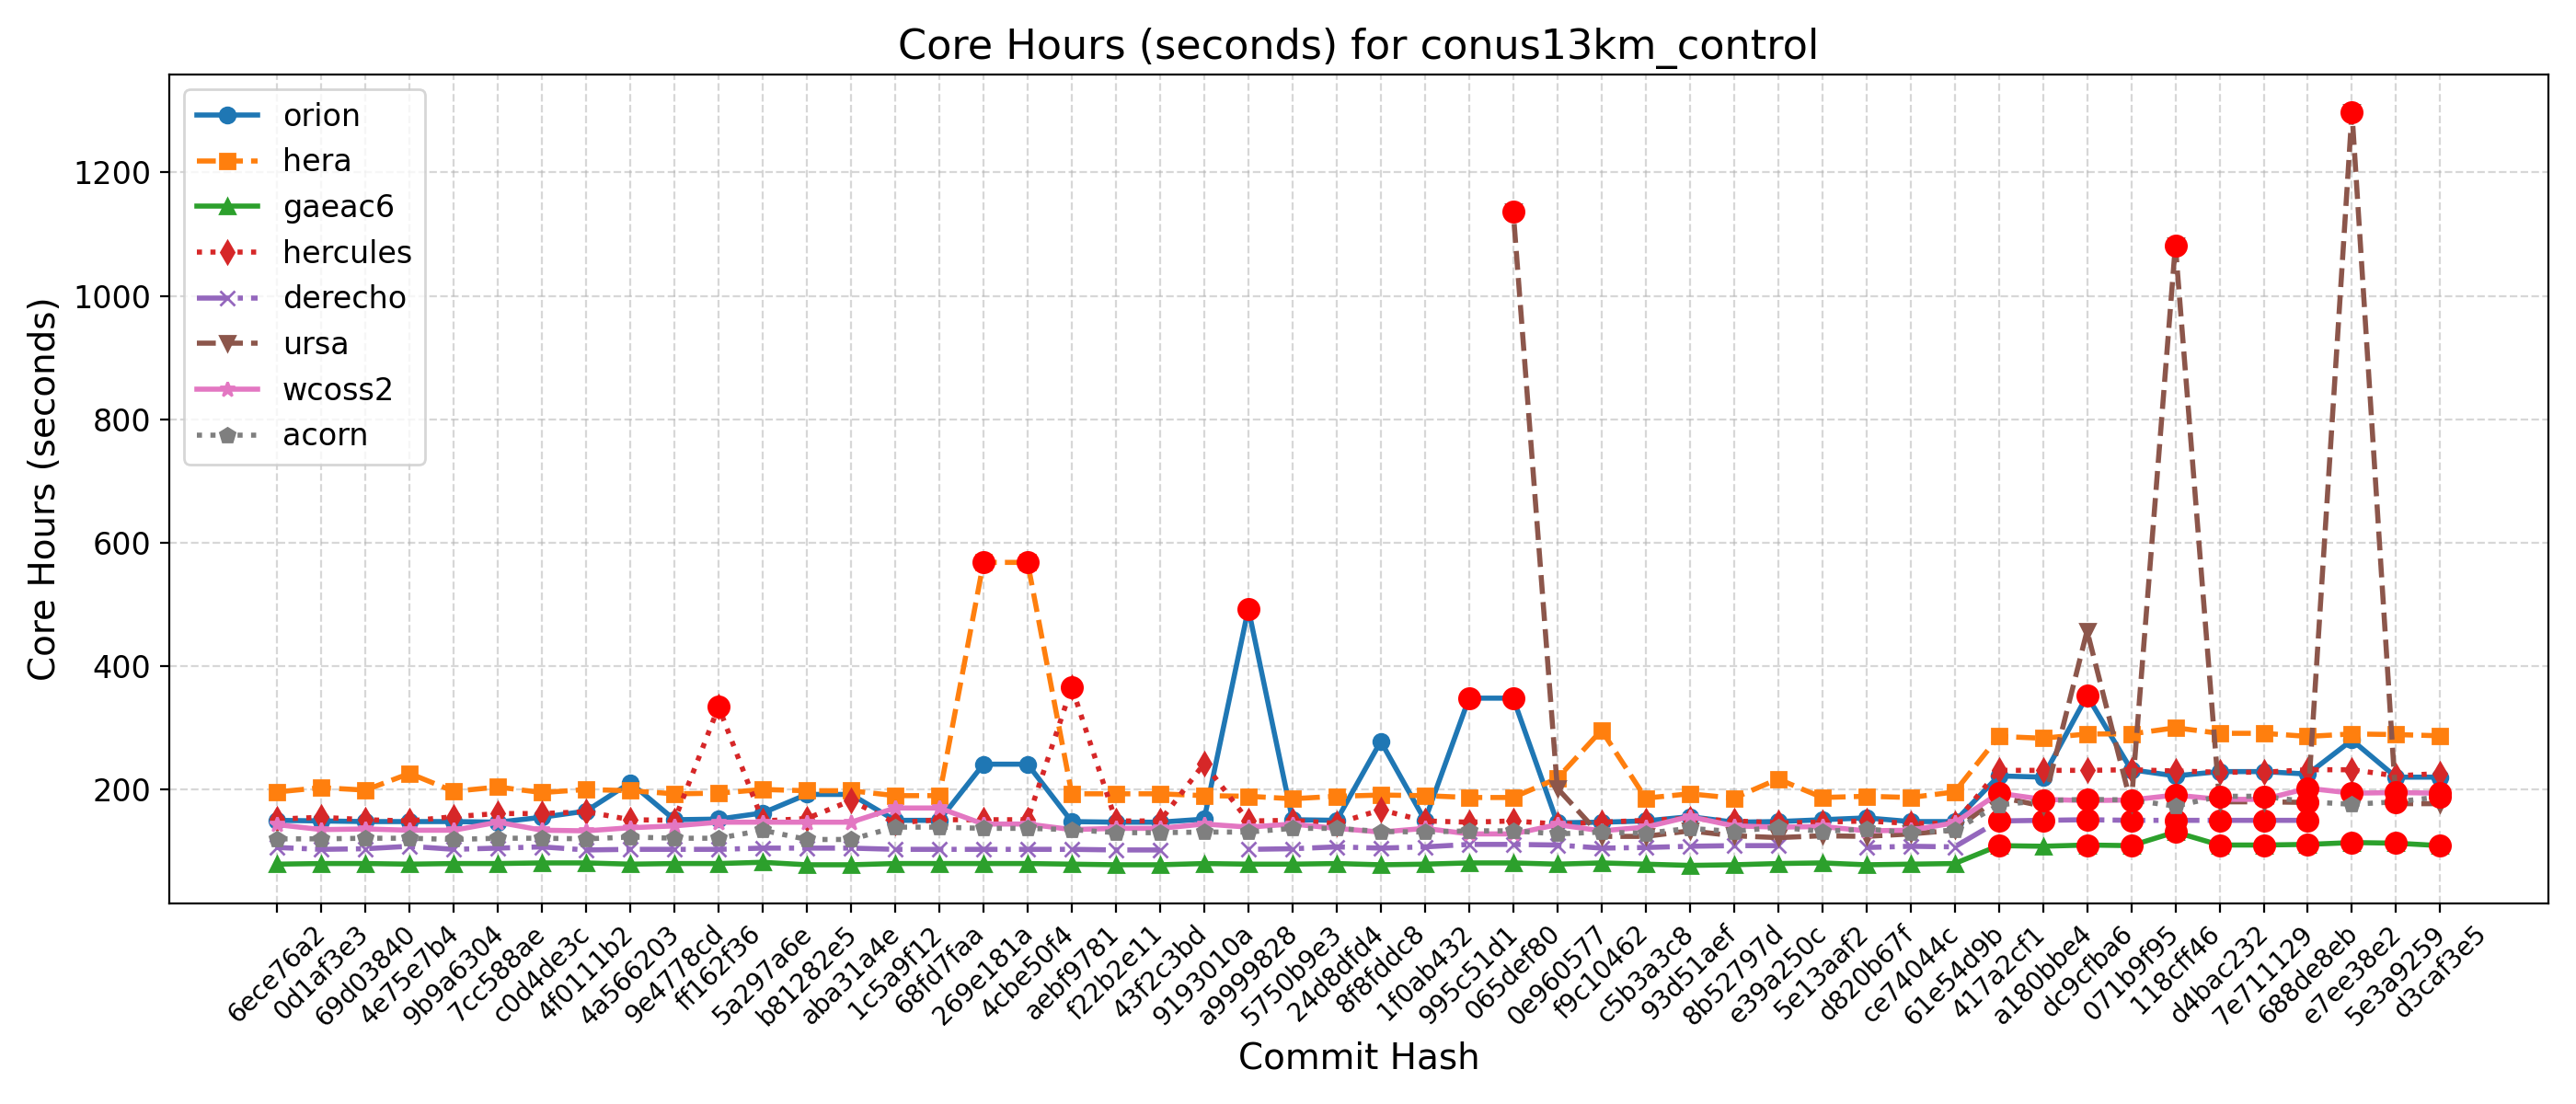 Core Hours (seconds) for conus13km_control
Core Hours (seconds)
1200
1000
800
600
400
200
orion
hera
gaeac6
hercules
derecho
ursa
wcoss2
acorn
6ece76a2
0d1af3e3
69d03840
4e75e7b4
9b9a6304
7cc588ae
c0d4de3c
4f0111b2
4a566203
9e4778cd
ff162f36
5a297a6e
b81282e5
aba31a4e
1c5a9f12
68fd7faa
269e181a
4cbe50f4
aebf9781
f22b2e11
43f2c3bd
9193010a
a9999828
5750b9e3
24d8dfd4
8f8fddc8
1f0ab432
995c51d1
065def80
0e960577
f9c10462
c5b3a3c8
93d51aef
8b52797d
e39a250c
5e13aaf2
d820b67f
ce74044c
61e54d9b
417a2cf1
a180bbe4
dc9cfba6
071b9f95
118cff46
d4bac232
7e711129
688de8eb
e7ee38e2
5e3a9259
d3caf3e5
Commit Hash